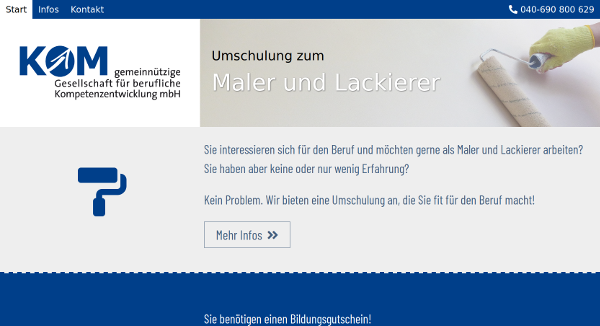 Start Infos Kontakt 040-690 800 629
KOM gemeinnützige
Gesellschaft für berufliche
Kompetenzentwicklung mbH
Umschulung zum
Maler und Lackierer
Sie interessieren sich für den Beruf und möchten gerne als Maler und Lackierer arbeiten?
Sie haben aber keine oder nur wenig Erfahrung?
Kein Problem. Wir bieten eine Umschulung an, die Sie fit für den Beruf macht!
Mehr Infos
Sie benötigen einen Bildungsgutschein!